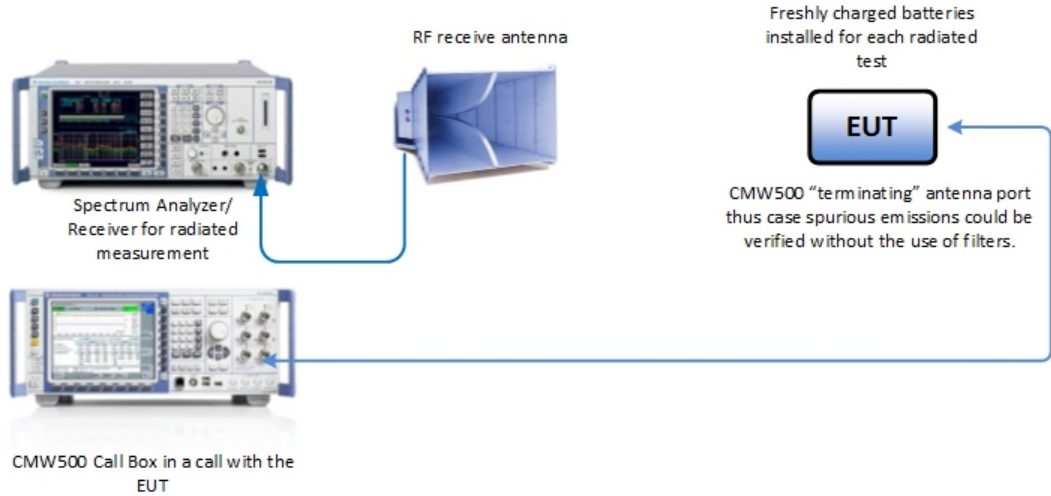 Freshly charged batteries
installed for each radiated
test
RF receive antenna
EUT
Spectrum Analyzer/
Receiver for radiated
measurement
CMW500 “terminating” antenna port
thus case spurious emissions could be
verified without the use of filters.
CMW500 Call Box in a call with the
EUT